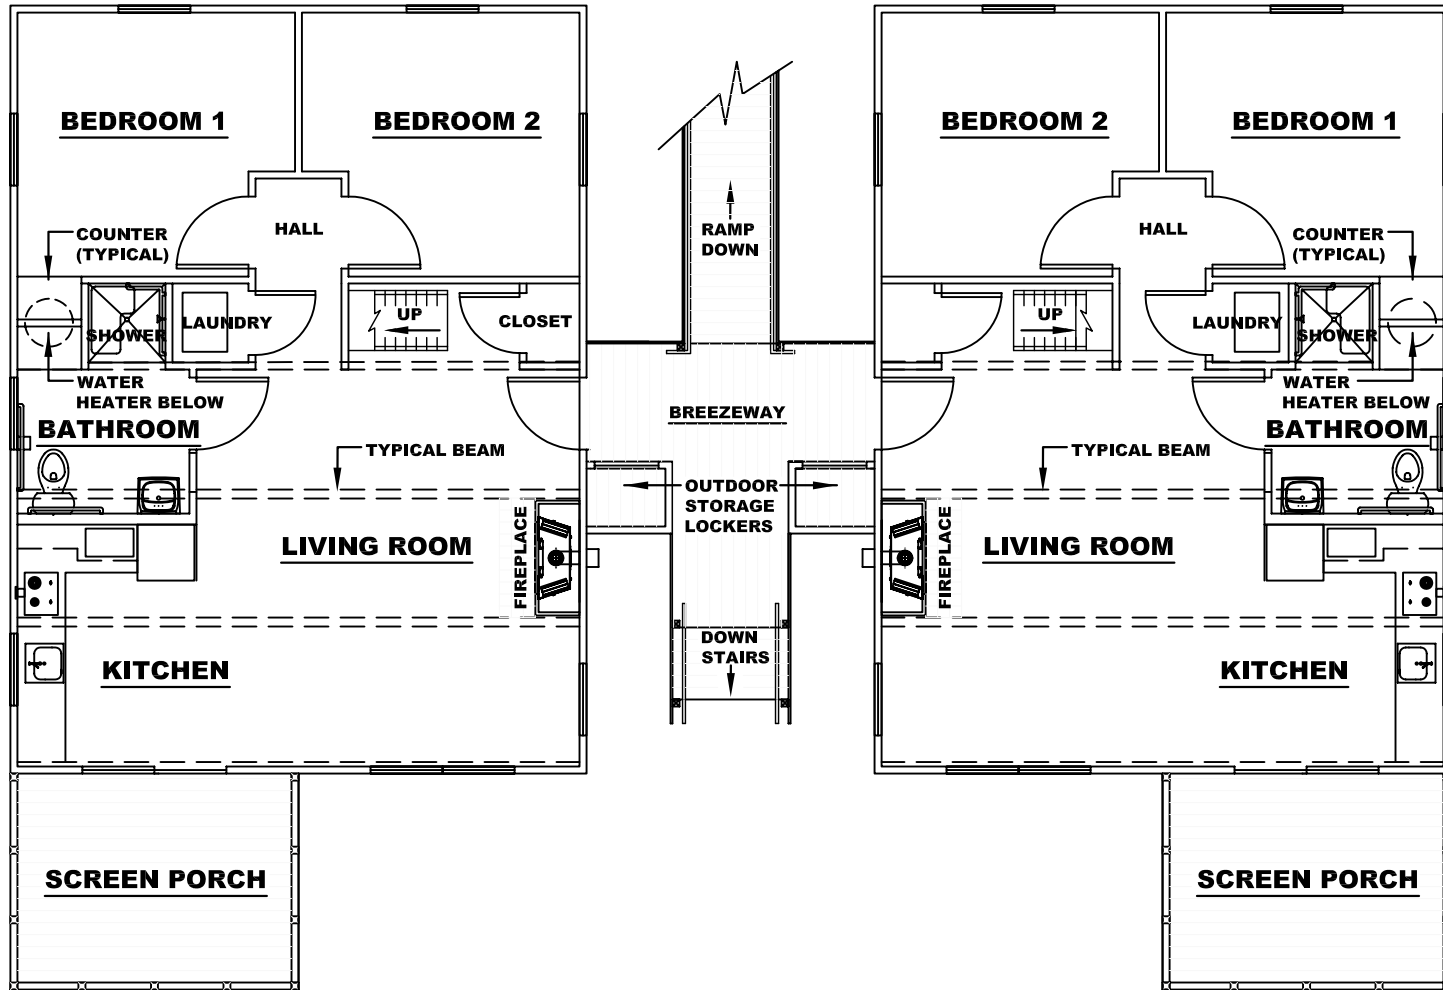 BEDROOM 1
BEDROOM 2
BEDROOM 2
BEDROOM 1
HALL
RAMP
DOWN
HALL
COUNTER
(TYPICAL)
COUNTER
(TYPICAL)
SHOWER
LAUNDRY
UP
CLOSET
UP
LAUNDRY
SHOWER
WATER
HEATER BELOW
WATER
HEATER BELOW
BATHROOM
BREEZEWAY
BATHROOM
TYPICAL BEAM
TYPICAL BEAM
OUTDOOR
STORAGE
LOCKERS
LIVING ROOM
FIREPLACE
FIREPLACE
LIVING ROOM
KITCHEN
DOWN
STAIRS
KITCHEN
SCREEN PORCH
SCREEN PORCH